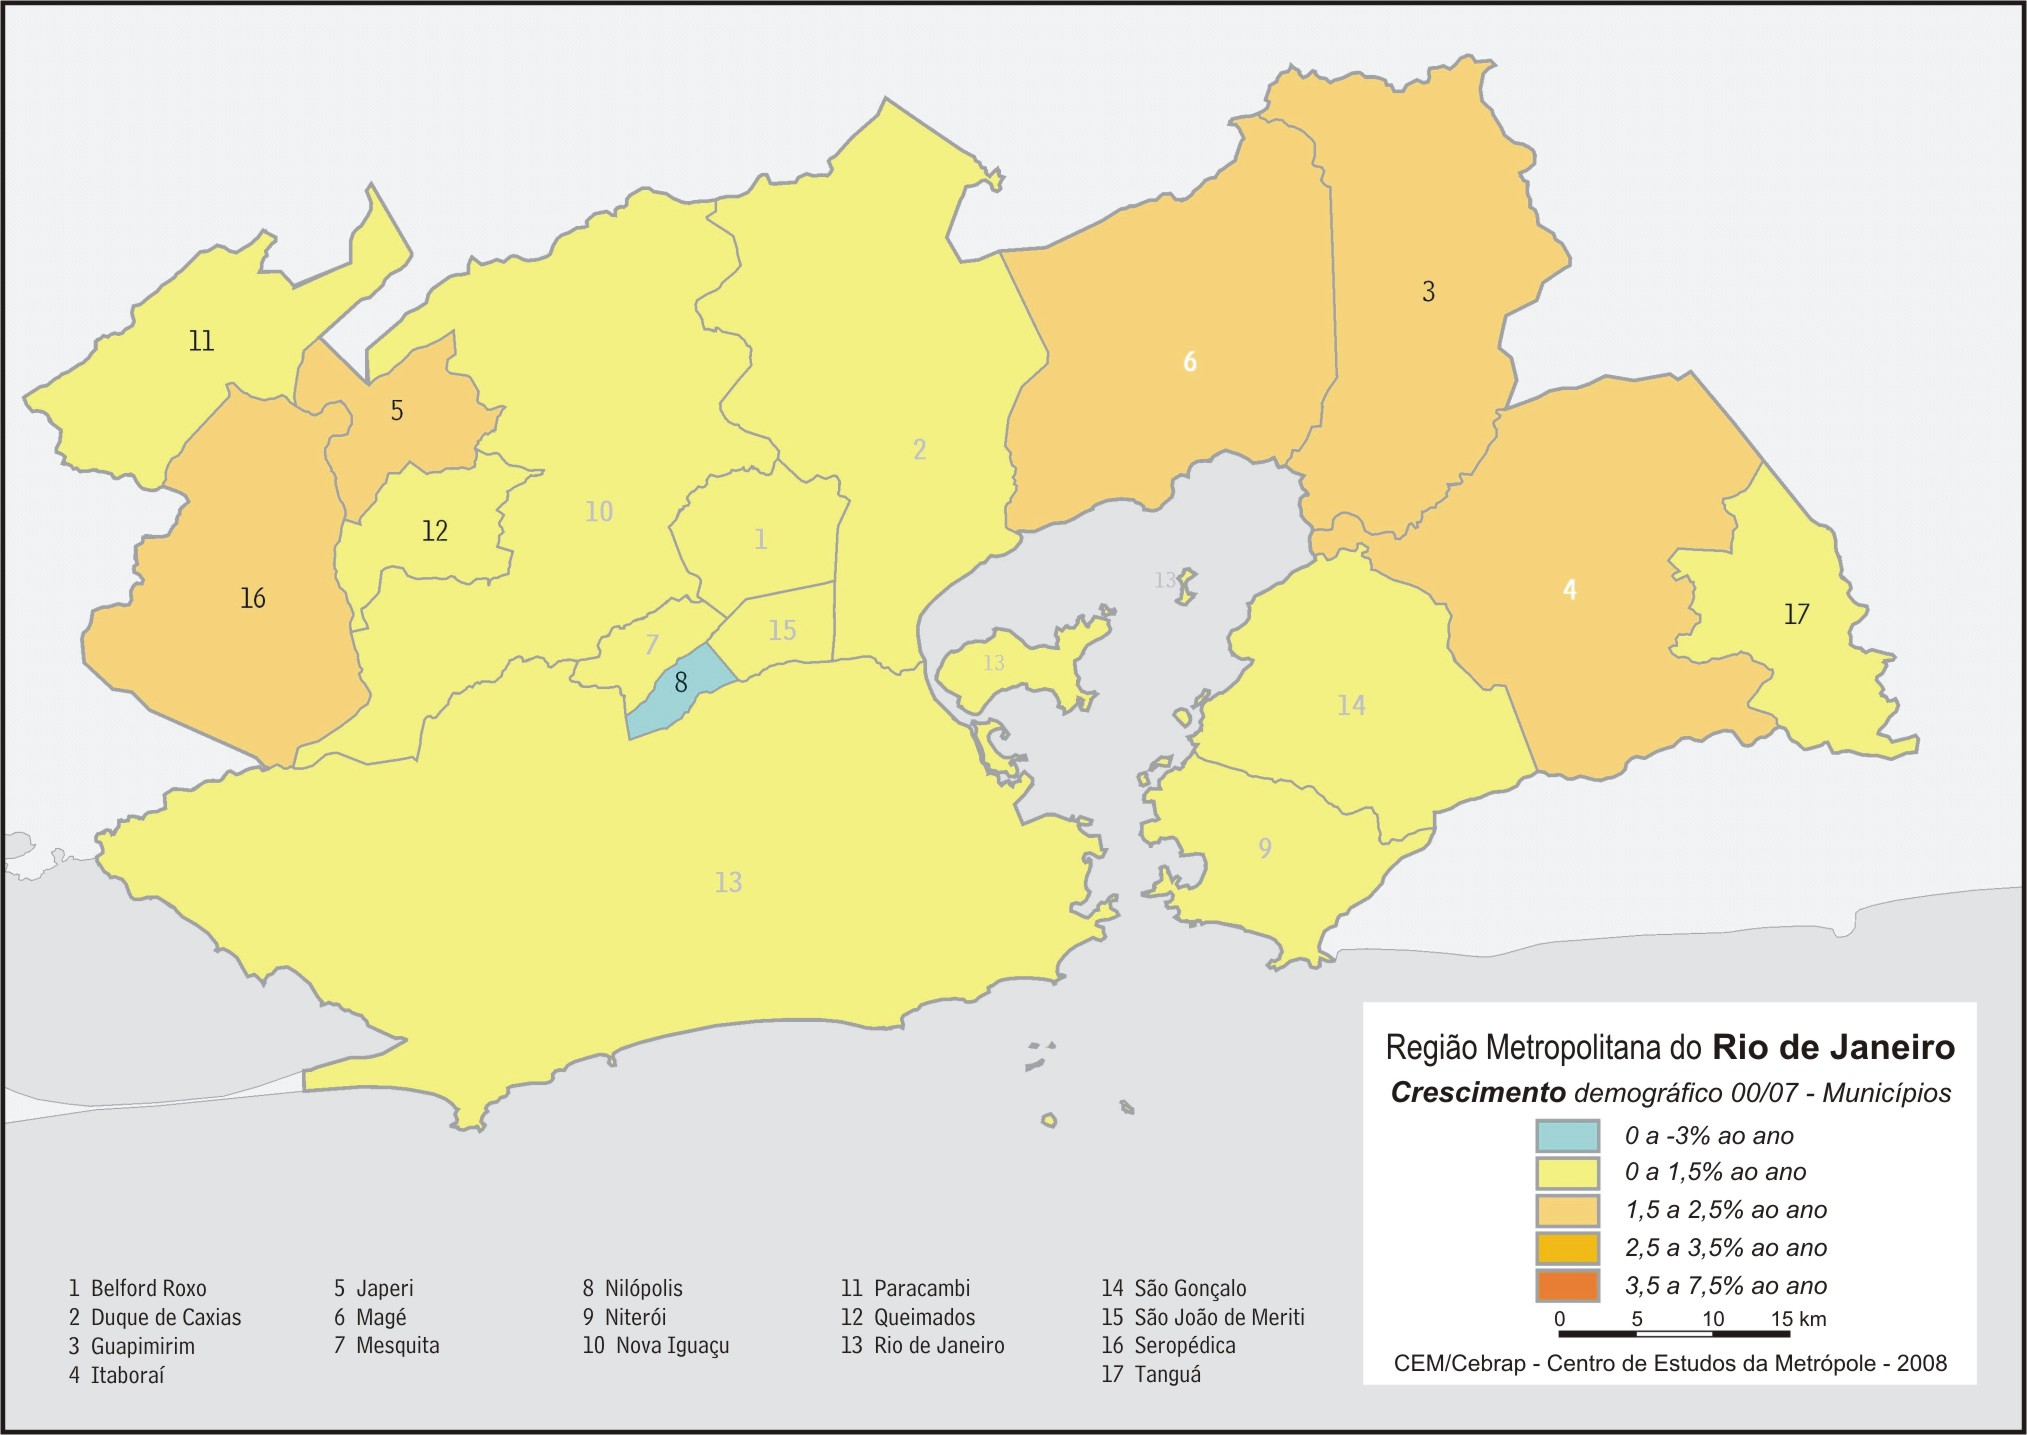 3
11
6
5
2
10
12
1
13
4
16
17
15
7
13
8
14
9
13
Região Metropolitana do Rio de Janeiro
Crescimento demográfico 00/07 - Municípios
0 a -3% ao ano
0 a 1,5% ao ano
1,5 a 2,5% ao ano
2,5 a 3,5% ao ano
3,5 a 7,5% ao ano
0 5 10 15 km
CEM/Cebrap - Centro de Estudos da Metrópole - 2008
1 Belford Roxo
2 Duque de Caxias
3 Guapimirim
4 Itaboraí
5 Japeri
6 Magé
7 Mesquita
8 Nilópolis
9 Niterói
10 Nova Iguaçu
11 Paracambi
12 Queimados
13 Rio de Janeiro
14 São Gonçalo
15 São João de Meriti
16 Seropédica
17 Tanguá